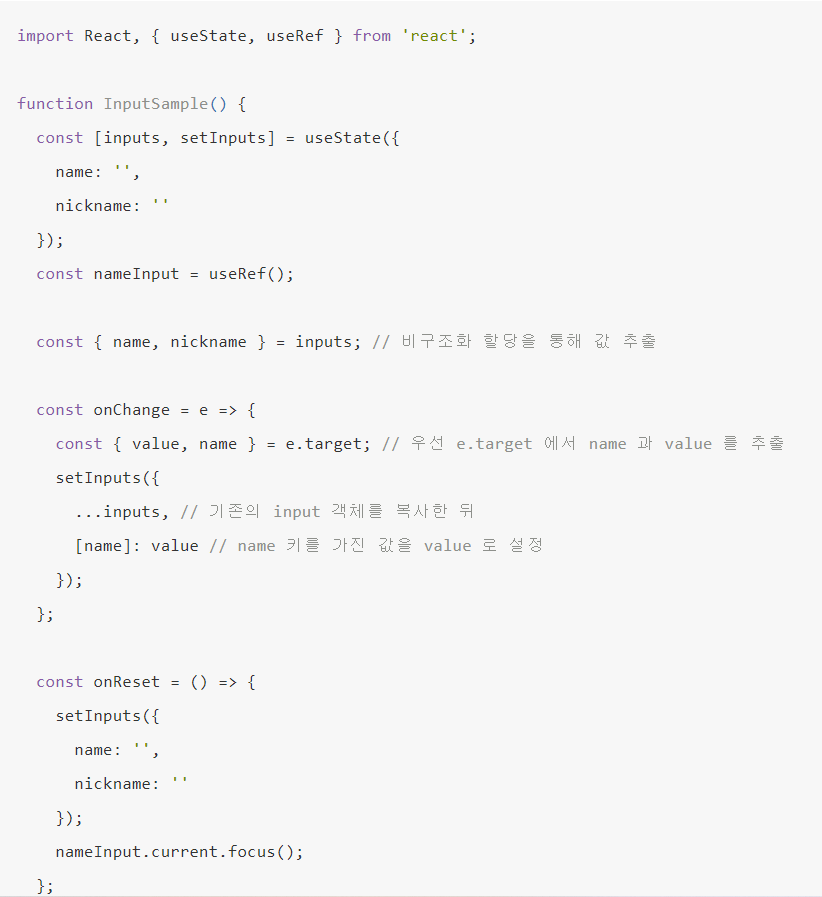 import React, { useState, useRef } from 'react';
function InputSample() {
const [inputs, setInputs] = useState({
name: '',
nickname: ''
});
const nameInput = useRef();
const { name, nickname } = inputs; // 비구조화 할당을 통해 값 추출
const onChange = e => {
const { value, name } = e.target; // 우선 e.target 에서 name 과 value 를 추출
setInputs({
...inputs, // 기존의 input 객체를 복사한 뒤
[name]: value // name 키를 가진 값을 value 로 설정
});
};
const onReset = () => {
setInputs({
name: '',
nickname: ''
});
nameInput.current.focus();
};